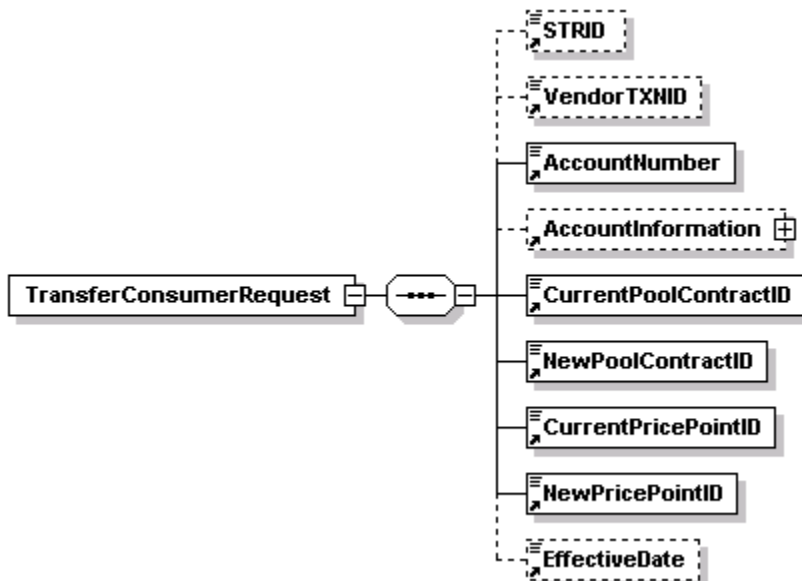 STRID
VendorTXNID
AccountNumber
AccountInformation
TransferConsumerRequest
CurrentPoolContractID
NewPoolContractID
CurrentPricePointID
NewPricePointID
EffectiveDate